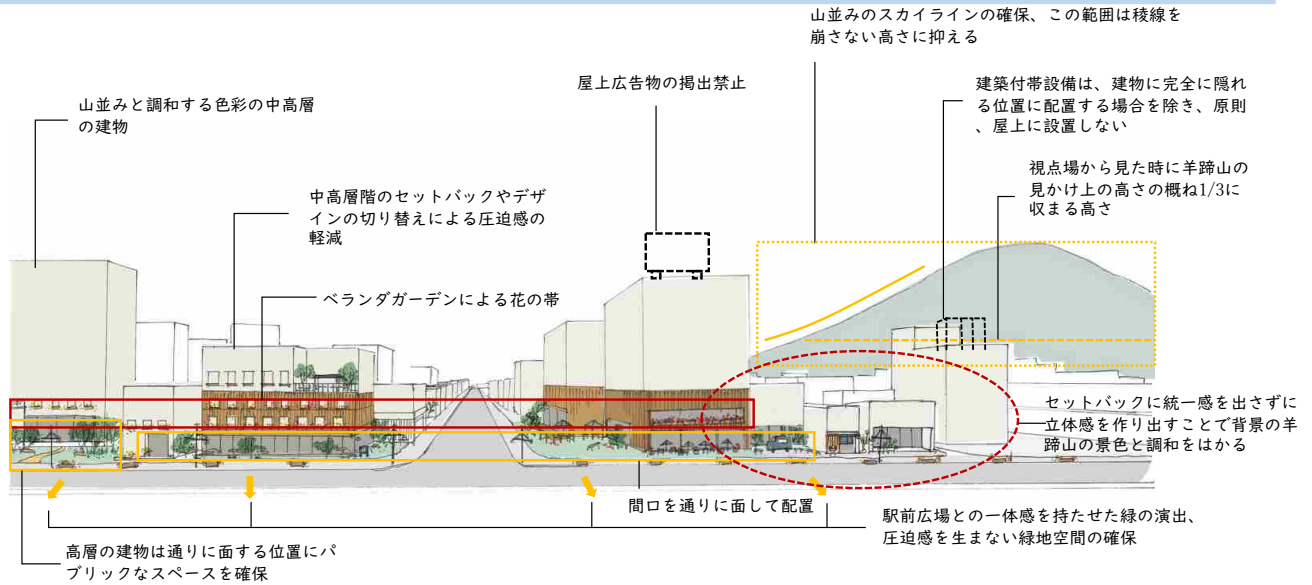 山並みのスカイラインの確保、この範囲は稜線を
崩さない高さに抑える
屋上広告物の掲出禁止
建築付帯設備は、建物に完全に隠れ
る位置に配置する場合を除き、原則
、屋上に設置しない
山並みと調和する色彩の中高層
の建物
視点場から見た時に羊蹄山の
見かけ上の高さの概ね1/3に
収まる高さ
中高層階のセットバックやデザ
インの切り替えによる圧迫感の
軽減
ベランダガーデンによる花の帯
セットバックに統一感を出さずに
立体感を作り出すことで背景の羊
蹄山の景色と調和をはかる
間口を通りに面して配置
駅前広場との一体感を持たせた緑の演出、
圧迫感を生まない緑地空間の確保
高層の建物は通りに面する位置にパ
ブリックなスペースを確保